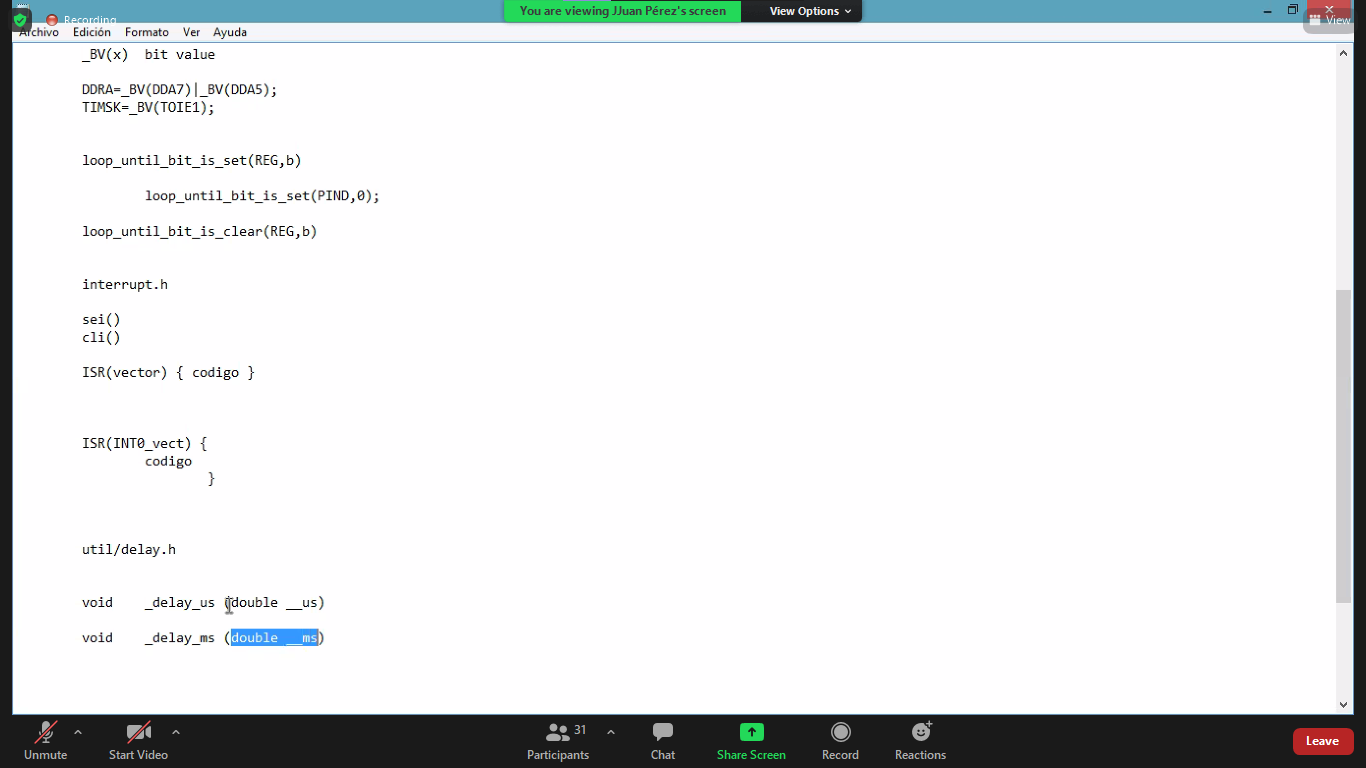 You are viewing JJuan Pérez's screen
View Options
Recording
View
Archivo Edición Formato Ver Ayuda
_BV(x) bit value
DDRA=_BV(DDA7)|_BV(DDA5);
TIMSK=_BV(TOIE1);
loop_until_bit_is_set(REG,b)
loop_until_bit_is_set(PIND,0);
loop_until_bit_is_clear(REG,b)
interrupt.h
sei()
cli()
ISR(vector) { codigo }
ISR(INT0_vect) {
codigo
}
util/delay.h
void _delay_us (double __us)
void _delay_ms (double __ms)
31
Unmute
Start Video
Participants
Chat
Share Screen
Record
Reactions
Leave